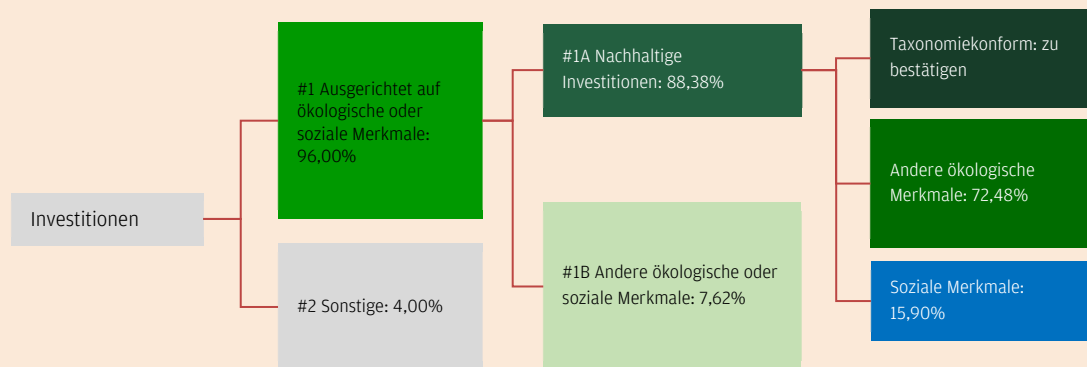 Investitionen
#1 Ausgerichtet auf
ökologische oder
soziale Merkmale:
96,00%
#2 Sonstige: 4,00%
#1A Nachhaltige
Investitionen: 88,38%
#1B Andere ökologische oder
soziale Merkmale: 7,62%
Taxonomiekonform: zu
bestätigen
Andere ökologische
Merkmale: 72,48%
Soziale Merkmale:
15,90%